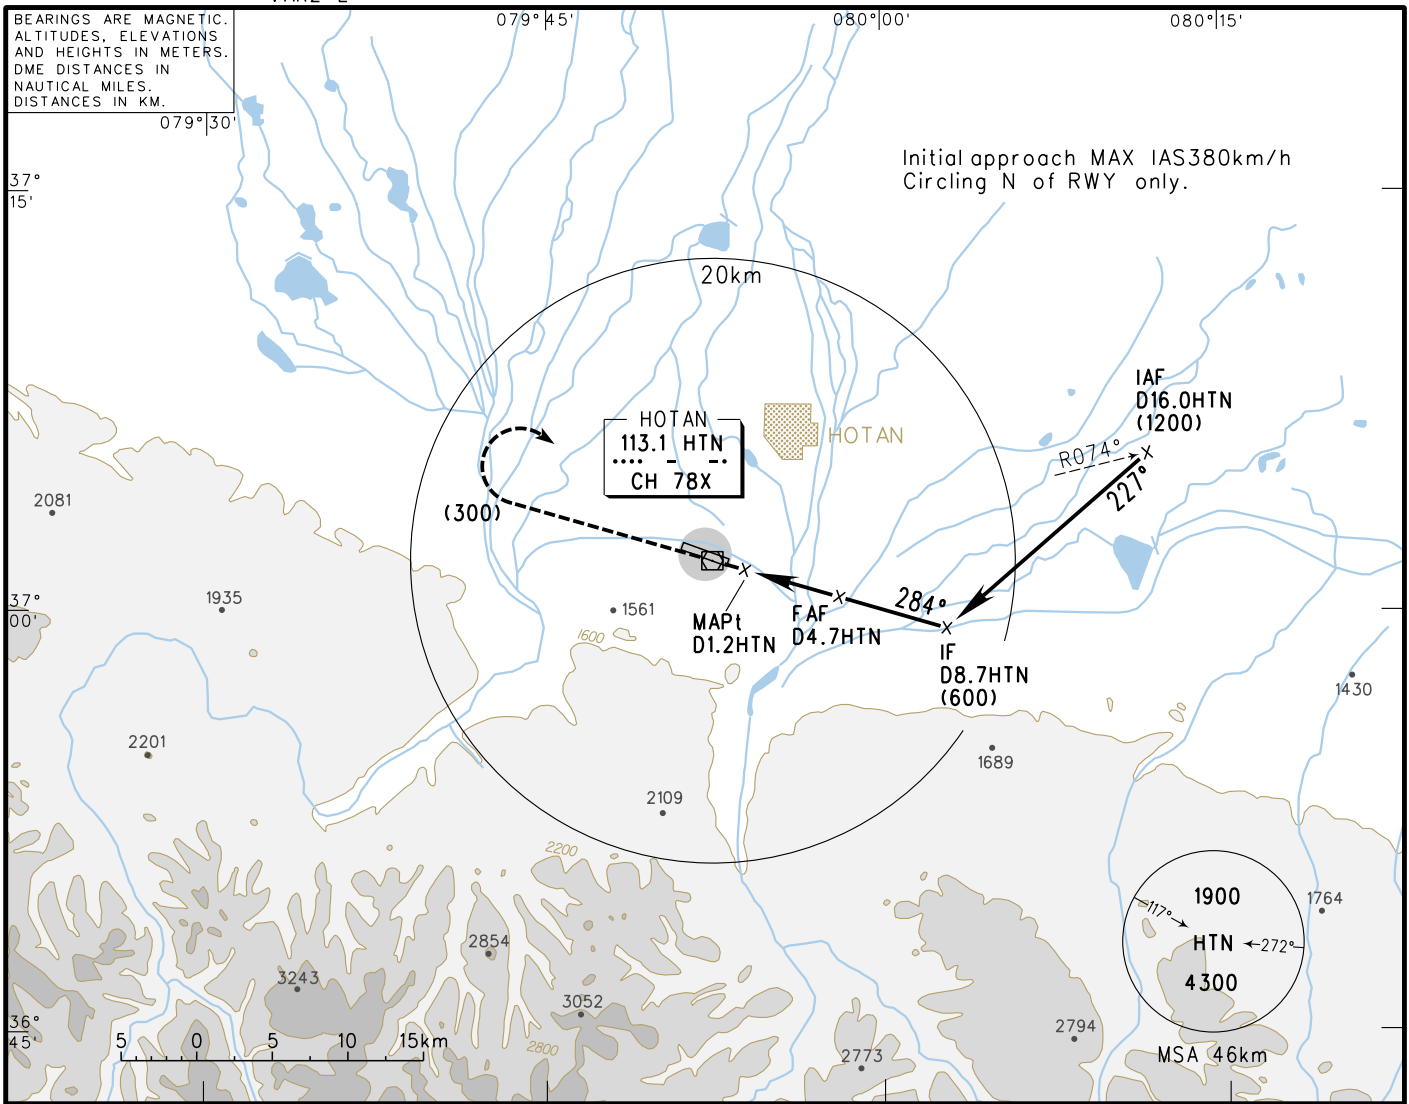 BEARINGS ARE MAGNETIC.
ALTITUDES, ELEVATIONS
AND HEIGHTS IN METERS.
DME DISTANCES IN
NAUTICAL MILES.
DISTANCES IN KM.
079°30'
079°45'
080°00'
080°15'
37°
15'
Initial approach MAX IAS380km/h
Circling N of RWY only.
20km
IAF
D16.0HTN
(1200)
R074°
227°
HOTAN
113.1 HTN
CH 78X
HOTAN
(300)
2081
1935
37°
00'
1561
1600
MAPt
D1.2HTN
FAF
D4.7HTN
284°
IF
D8.7HTN
(600)
1430
2201
1689
2109
2200
2854
3243
3052
2800
2773
2794
1764
1900
117°
HTN
272°
4300
MSA 46km
36°
45'
5 0 5 10 15km